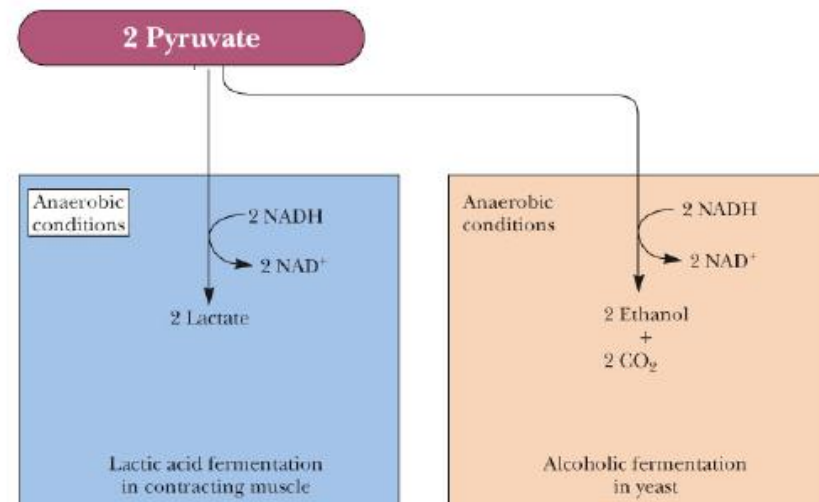 2 Pyruvate
Anaerobic
conditions
2 NADH
2 NAD⁺
2 Lactate
Lactic acid fermentation
in contracting muscle
Anaerobic
conditions
2 NADH
2 NAD⁺
2 Ethanol
+
2 CO₂
Alcoholic fermentation
in yeast